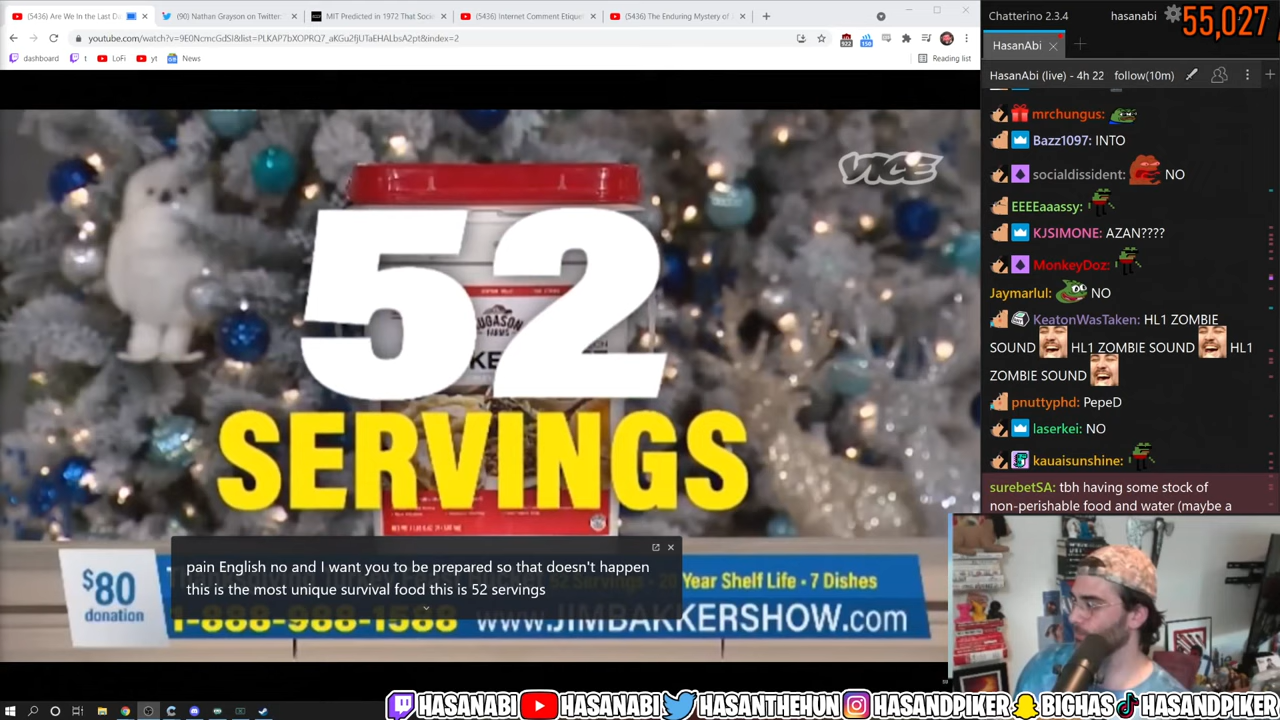 (5436) Are We In the Last Da
(90) Nathan Grayson on Twitter:
MIT Predicted in 1972 That Soci
(5436) Internet Comment Etique
(5436) The Enduring Mystery of
youtube.com/watch?v=9E0NcmcGdSI&list=PLKAP7bXOPRQ7_aKGu2fjUTaEHALbsA2pt&index=2
dashboard
t
LoFi
yt
News
Reading list
VICE
52
SERVINGS
pain English no and I want you to be prepared so that doesn't happen
this is the most unique survival food this is 52 servings
$80
donation
Year Shelf Life - 7 Dishes
1-888-988-1588 www.JIMBAKKERSHOW.com
Chatterino 2.3.4
hasanabi
55,027
HasanAbi
HasanAbi (live) - 4h 22
follow(10m)
mrchungus:
Bazz1097: INTO
socialdissident: NO
EEEEaaassy:
KJSIMONE: AZAN????
MonkeyDoz:
Jaymarlul: NO
KeatonWasTaken: HL1 ZOMBIE
SOUND HL1 ZOMBIE SOUND HL1
ZOMBIE SOUND
pnuttyphd: PepeD
laserkei: NO
kauaisunshine:
surebetSA: tbh having some stock of
non-perishable food and water (maybe a
HASANABI HASANABI HASANTHEHUN HASANDPIKER BIGHAS HASANDPIKER